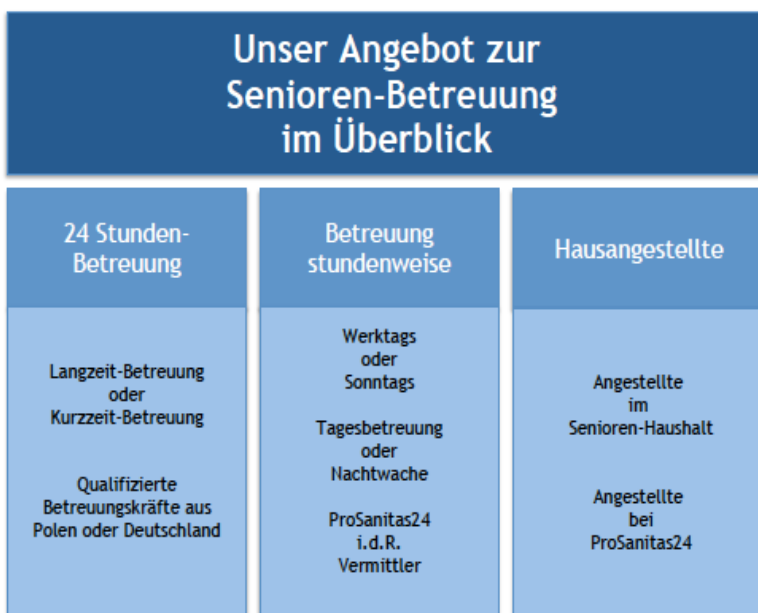 Unser Angebot zur
Senioren-Betreuung
im Überblick
24 Stunden-
Betreuung
Langzeit-Betreuung
oder
Kurzzeit-Betreuung
Qualifizierte
Betreuungskräfte aus
Polen oder Deutschland
Betreuung
stundenweise
Werktags
oder
Sonntags
Tagesbetreuung
oder
Nachtwache
ProSanitas24
i.d.R.
Vermittler
Hausangestellte
Angestellte
im
Senioren-Haushalt
Angestellte
bei
ProSanitas24